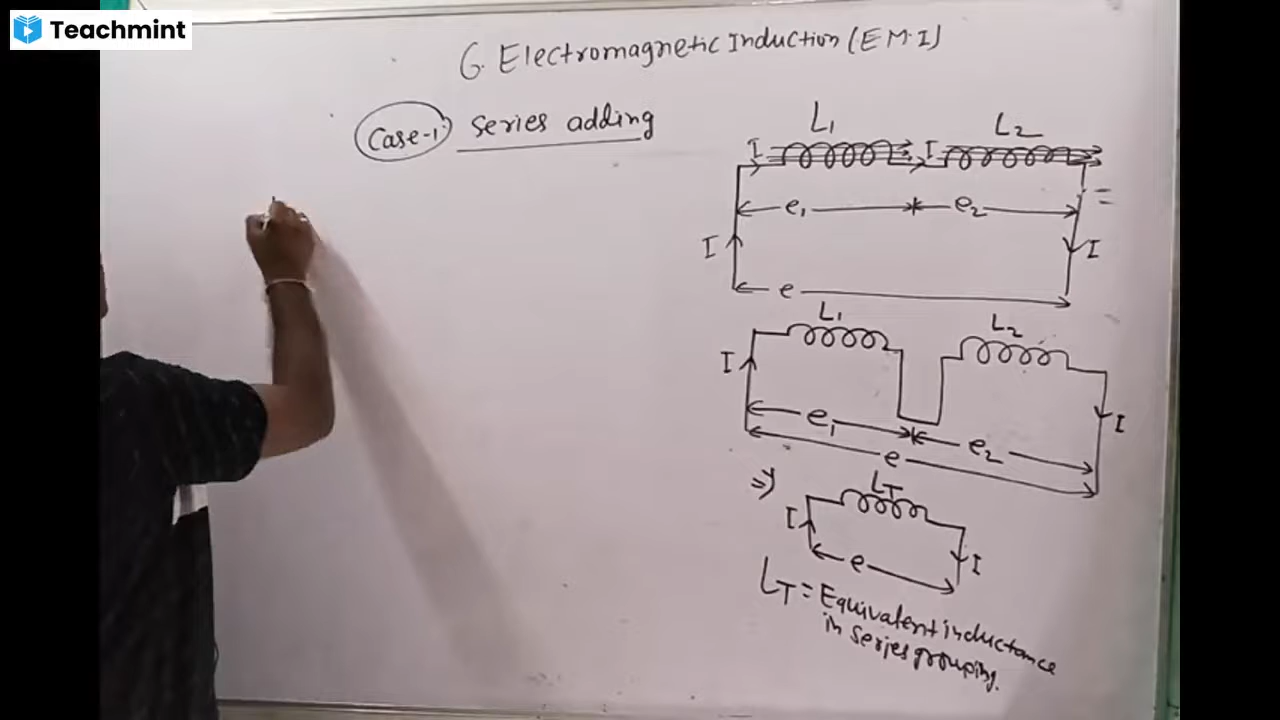 Teachmint
6. Electromagnetic Induction (E.M.I)
Case-1: Series adding
L1 L2
I I
e1 e2
I I
e
L1 L2
I I
e1 e2
e
=> LT
I I
e
LT = Equivalent inductance
in series grouping.